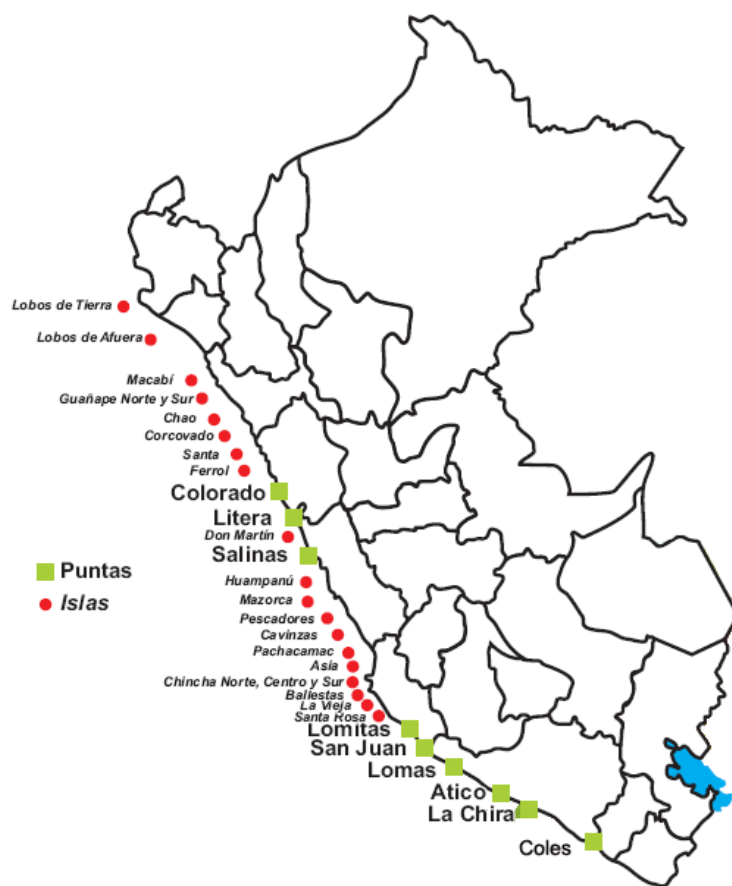 Lobos de Tierra
Lobos de Afuera
Macabí
Guañape Norte y Sur
Chao
Corcovado
Santa
Ferrol
Colorado
Litera
Don Martín
Salinas
Puntas
Islas
Huampanú
Mazorca
Pescadores
Cavinzas
Pachacamac
Asia
Chincha Norte, Centro y Sur
Ballestas
La Vieja
Santa Rosa
Lomitas
San Juan
Lomas
Atico
La Chira
Coles